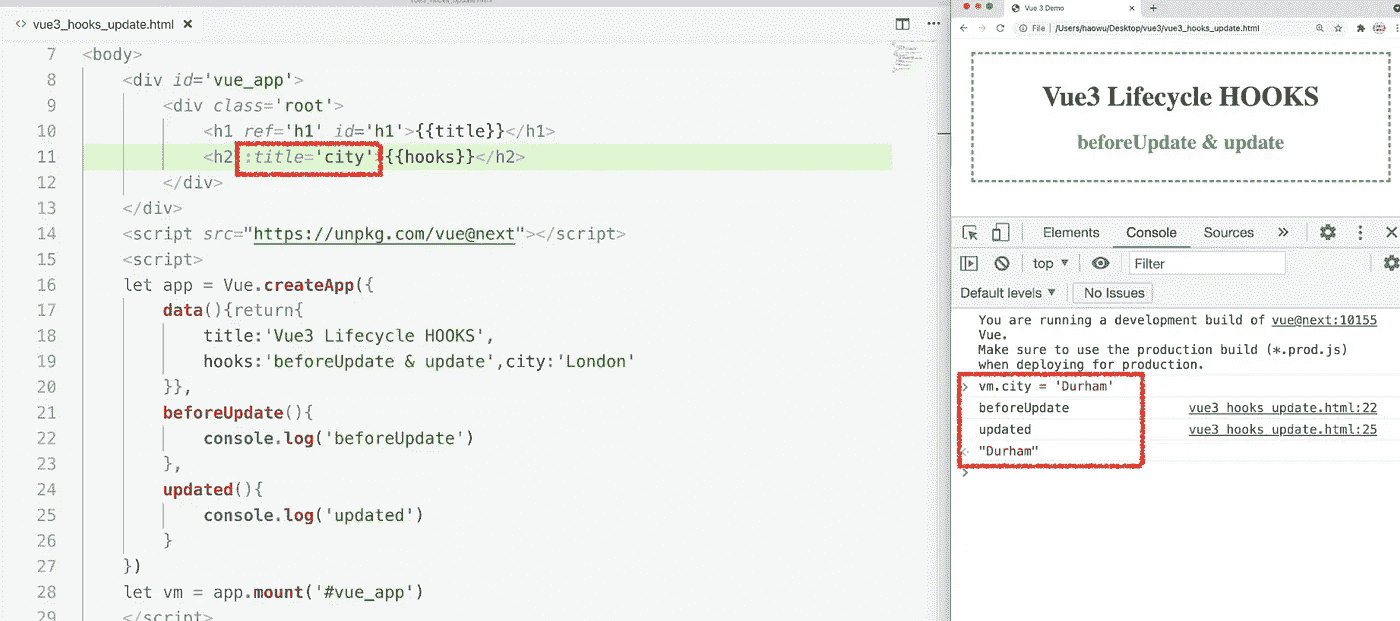 vue3_hooks_update.html
7 <body>
8 <div id='vue_app'>
9 <div class='root'>
10 <h1 ref='h1' id='h1'>{{title}}</h1>
11 <h2 :title='city'>{{hooks}}</h2>
12 </div>
13 </div>
14 <script src="https://unpkg.com/vue@next"></script>
15 <script>
16 let app = Vue.createApp({
17 data(){return{
18 title:'Vue3 Lifecycle HOOKS',
19 hooks:'beforeUpdate & update',city:'London'
20 }},
21 beforeUpdate(){
22 console.log('beforeUpdate')
23 },
24 updated(){
25 console.log('updated')
26 }
27 })
28 let vm = app.mount('#vue_app')
29 </script>
Vue 3 Demo
File /Users/haowu/Desktop/vue3/vue3_hooks_update.html
Vue3 Lifecycle HOOKS
beforeUpdate & update
Elements Console Sources
top Filter
Default levels No Issues
You are running a development build of vue@next:10155
Vue.
Make sure to use the production build (*.prod.js)
when deploying for production.
vm.city = 'Durham'
beforeUpdate vue3 hooks update.html:22
updated vue3 hooks update.html:25
"Durham"